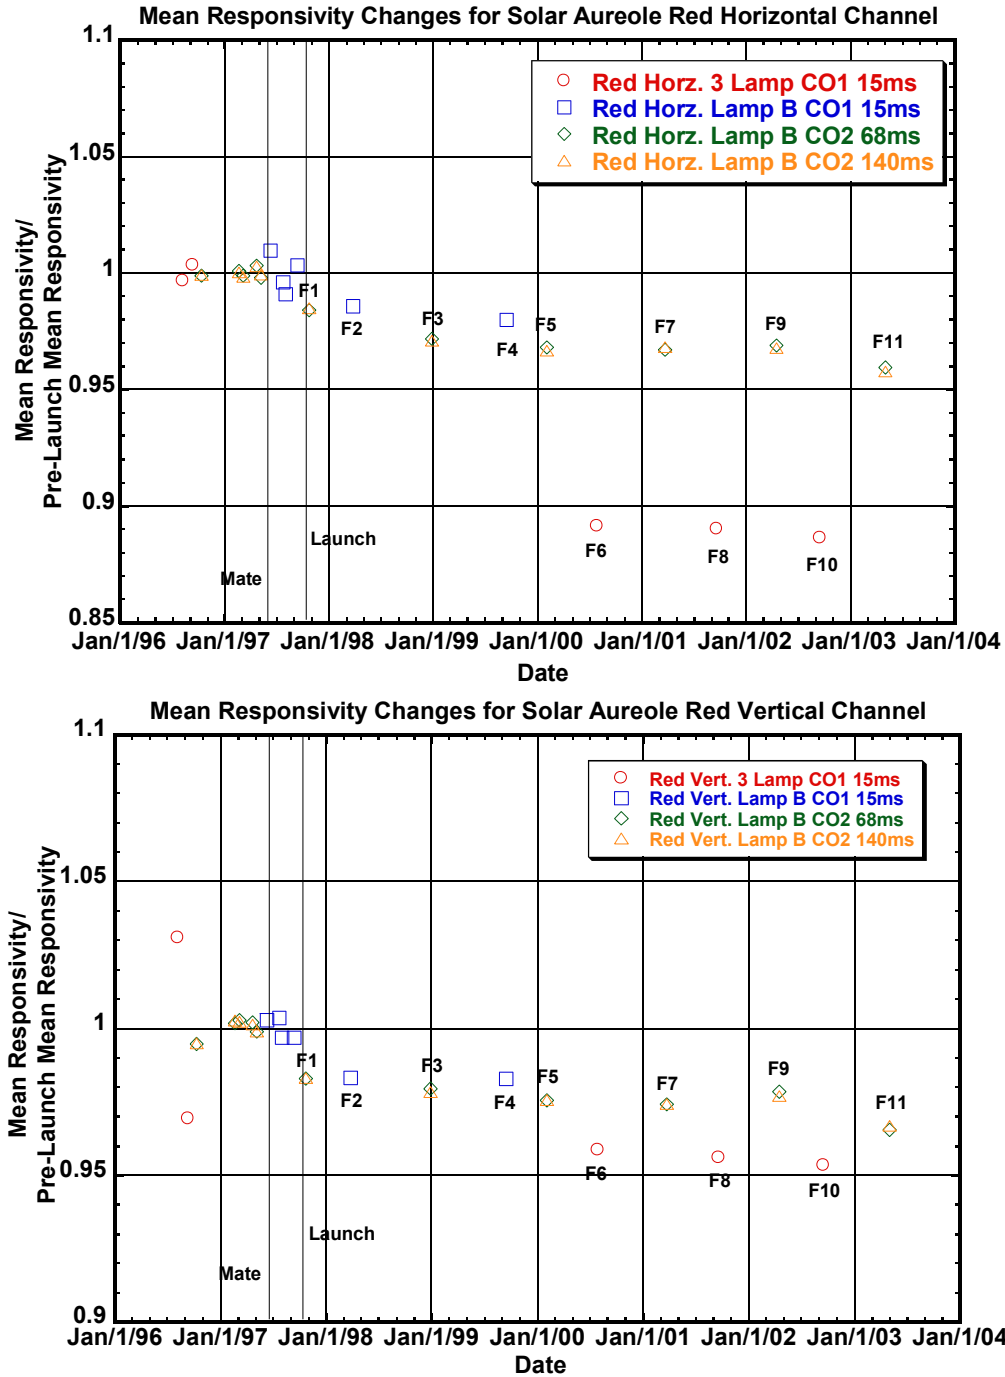 Mean Responsivity Changes for Solar Aureole Red Horizontal Channel
1.1
Red Horz. 3 Lamp CO1 15ms
Red Horz. Lamp B CO1 15ms
Red Horz. Lamp B CO2 68ms
Red Horz. Lamp B CO2 140ms
1.05
1
0.95
0.9
0.85
Mean Responsivity/
Pre-Launch Mean Responsivity
F1
F2
F3
F4
F5
F7
F9
F11
F6
F8
F10
Launch
Mate
Jan/1/96 Jan/1/97 Jan/1/98 Jan/1/99 Jan/1/00 Jan/1/01 Jan/1/02 Jan/1/03 Jan/1/04
Date
Mean Responsivity Changes for Solar Aureole Red Vertical Channel
1.1
Red Vert. 3 Lamp CO1 15ms
Red Vert. Lamp B CO1 15ms
Red Vert. Lamp B CO2 68ms
Red Vert. Lamp B CO2 140ms
1.05
1
0.95
0.9
Mean Responsivity/
Pre-Launch Mean Responsivity
F1
F2
F3
F4
F5
F7
F9
F11
F6
F8
F10
Launch
Mate
Jan/1/96 Jan/1/97 Jan/1/98 Jan/1/99 Jan/1/00 Jan/1/01 Jan/1/02 Jan/1/03 Jan/1/04
Date